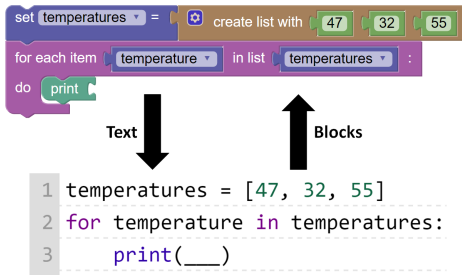 set temperatures = create list with 47 32 55
for each item temperature in list temperatures :
do print
Text Blocks
1 temperatures = [47, 32, 55]
2 for temperature in temperatures:
3 print(___)